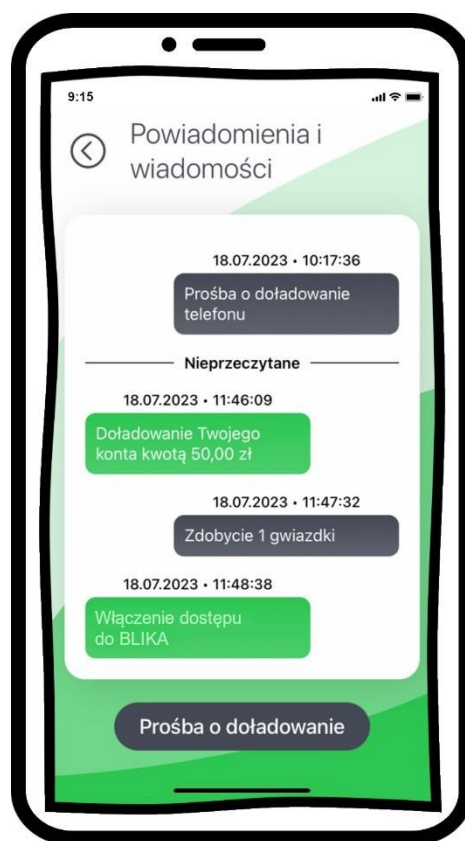 9:15
Powiadomienia i
wiadomości
18.07.2023 • 10:17:36
Prośba o doładowanie
telefonu
Nieprzeczytane
18.07.2023 • 11:46:09
Doładowanie Twojego
konta kwotą 50,00 zł
18.07.2023 • 11:47:32
Zdobycie 1 gwiazdki
18.07.2023 • 11:48:38
Włączenie dostępu
do BLIKA
Prośba o doładowanie